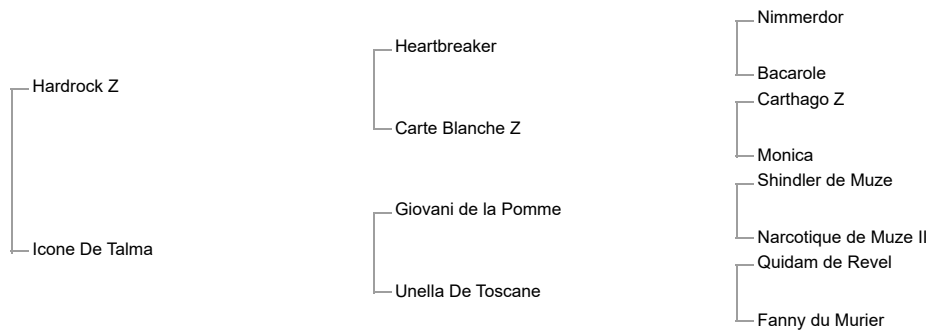 Nimmerdor
Heartbreaker
Bacarole
Hardrock Z
Carthago Z
Carte Blanche Z
Monica
Shindler de Muze
Giovani de la Pomme
Narcotique de Muze II
Icone De Talma
Quidam de Revel
Unella De Toscane
Fanny du Murier